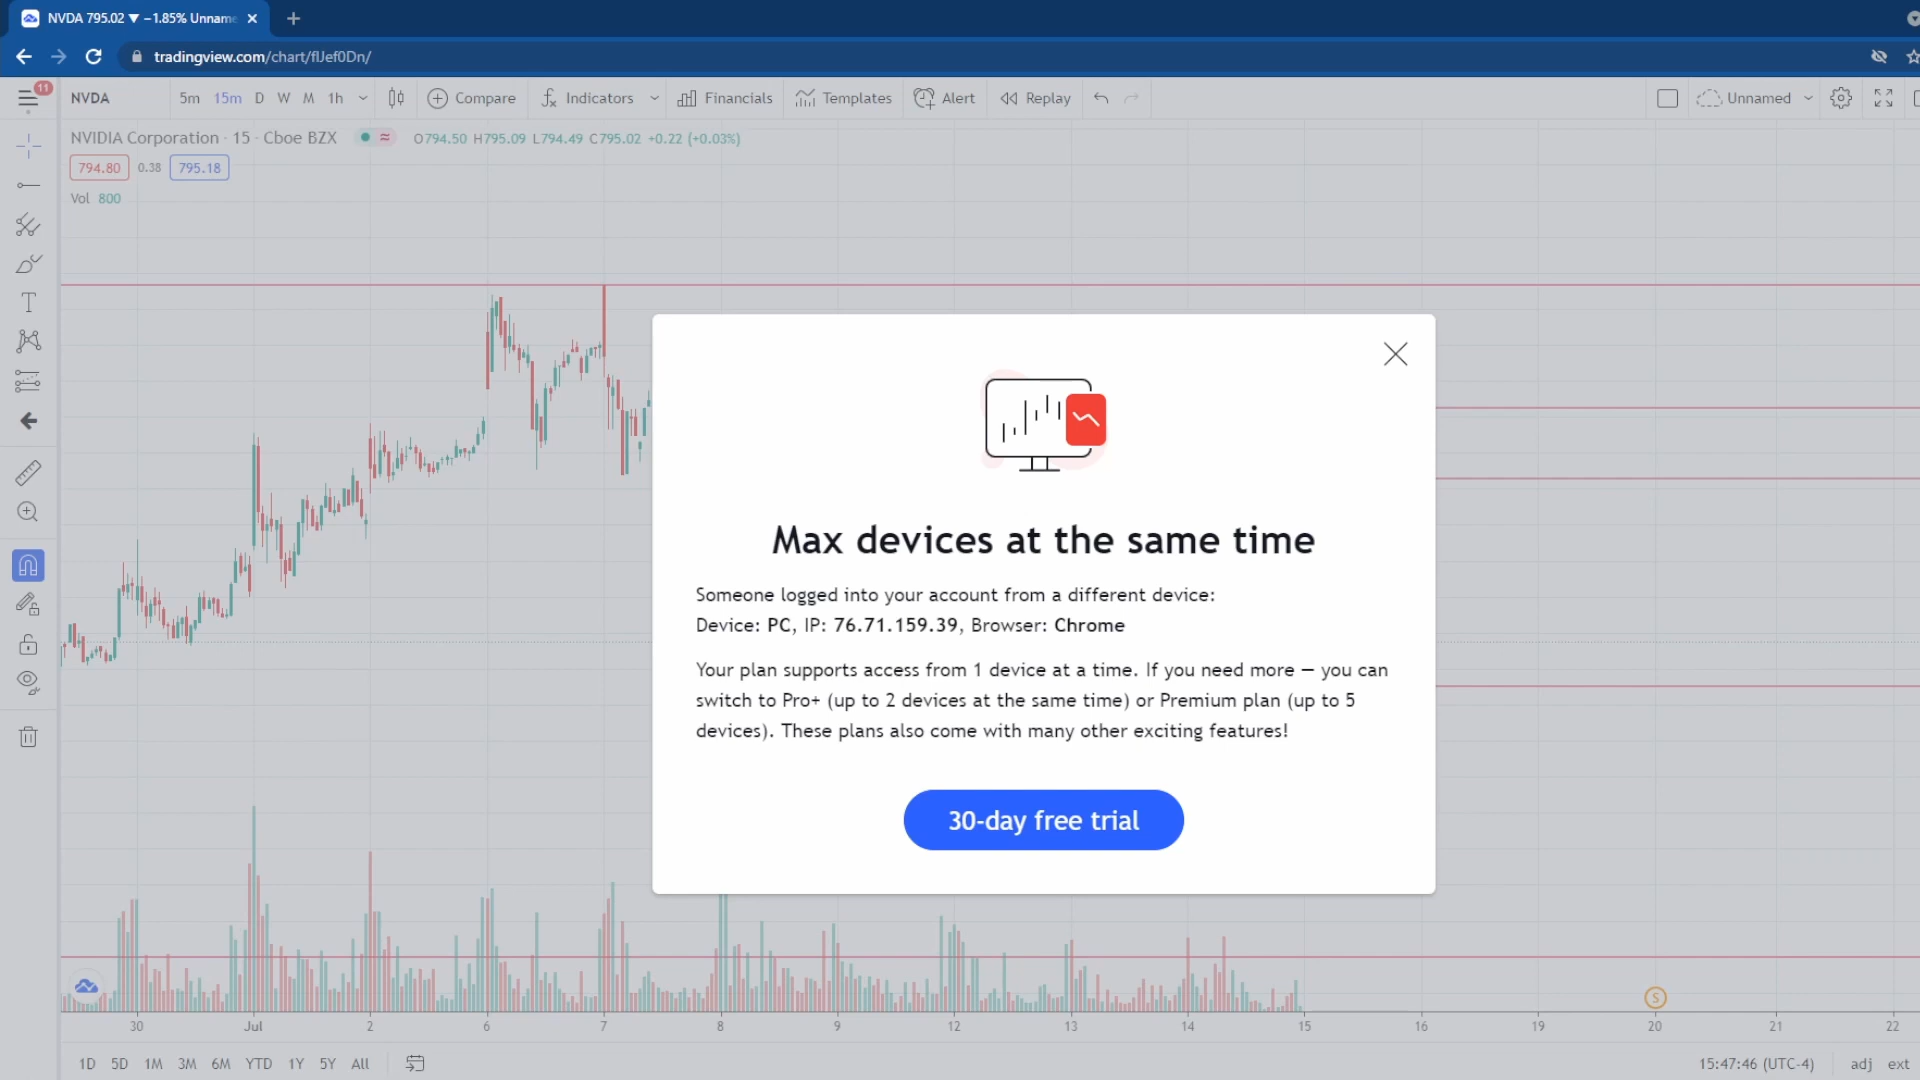 NVDA 795.02 ▼ −1.85% Unname
tradingview.com/chart/flJef0Dn/
11
NVDA 5m 15m D W M 1h Compare Indicators Financials Templates Alert Replay Unnamed
NVIDIA Corporation · 15 · Cboe BZX O794.50 H795.09 L794.49 C795.02 +0.22 (+0.03%)
794.80 0.38 795.18
Vol 800
Max devices at the same time
Someone logged into your account from a different device:
Device: PC, IP: 76.71.159.39, Browser: Chrome
Your plan supports access from 1 device at a time. If you need more — you can
switch to Pro+ (up to 2 devices at the same time) or Premium plan (up to 5
devices). These plans also come with many other exciting features!
30-day free trial
S
30 Jul 2 6 7 8 9 12 13 14 15 16 19 20 21 22
1D 5D 1M 3M 6M YTD 1Y 5Y All 15:47:46 (UTC-4) adj ext